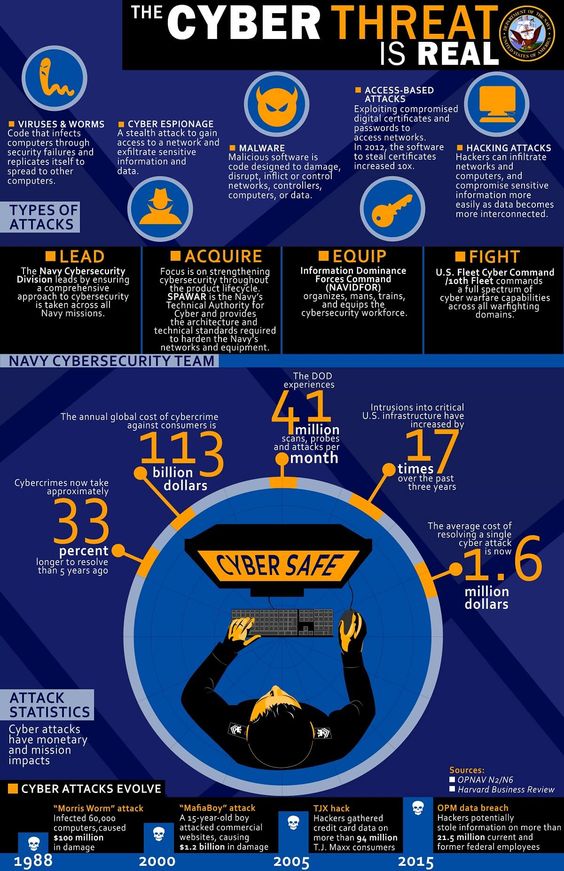 THE CYBER THREAT
IS REAL
VIRUSES & WORMS
Code that infects
computers through
security failures and
replicates itself to
spread to other
computers.
CYBER ESPIONAGE
A stealth attack to gain
access to a network and
exfiltrate sensitive
information and
data.
MALWARE
Malicious software is
code designed to damage,
disrupt, inflict or control
networks, controllers,
computers, or data.
ACCESS-BASED
ATTACKS
Exploiting compromised
digital certificates and
passwords to
access networks.
In 2012, the software
to steal certificates
increased 10x.
HACKING ATTACKS
Hackers can infiltrate
networks and
computers, and
compromise sensitive
information more
easily as data becomes
more interconnected.
TYPES OF
ATTACKS
LEAD
The Navy Cybersecurity
Division leads by ensuring
a comprehensive
approach to cybersecurity
is taken across all
Navy missions.
ACQUIRE
Focus is on strengthening
cybersecurity throughout
the product lifecycle.
SPAWAR is the Navy's
Technical Authority for
Cyber and provides
the architecture and
technical standards required
to harden the Navy's
networks and equipment.
EQUIP
Information Dominance
Forces Command
(NAVIDFOR)
organizes, mans, trains,
and equips the
cybersecurity workforce.
FIGHT
U.S. Fleet Cyber Command
/10th Fleet commands
a full spectrum of
cyber warfare capabilities
across all warfighting
domains.
NAVY CYBERSECURITY TEAM
Cybercrimes now take
approximately
33
percent
longer to resolve
than 5 years ago
The annual global cost of cybercrime
against consumers is
113
billion
dollars
The DOD
experiences
41
million
scans, probes
and attacks per
month
Intrusions into critical
U.S. infrastructure have
increased by
17
times
over the past
three years
The average cost of
resolving a single
cyber attack
is now
1.6
million
dollars
CYBER SAFE
ATTACK
STATISTICS
Cyber attacks
have monetary
and mission
impacts
Sources:
OPNAV N2/N6
Harvard Business Review
CYBER ATTACKS EVOLVE
1988
"Morris Worm" attack
Infected 60,000
computers,caused
$100 million
in damage
2000
"MafiaBoy" attack
A 15-year-old boy
attacked commercial
websites, causing
$1.2 billion in damage
2005
TJX hack
Hackers gathered
credit card data on
more than 94 million
T.J. Maxx consumers
2015
OPM data breach
Hackers potentially
stole information on more than
21.5 million current and
former federal employees